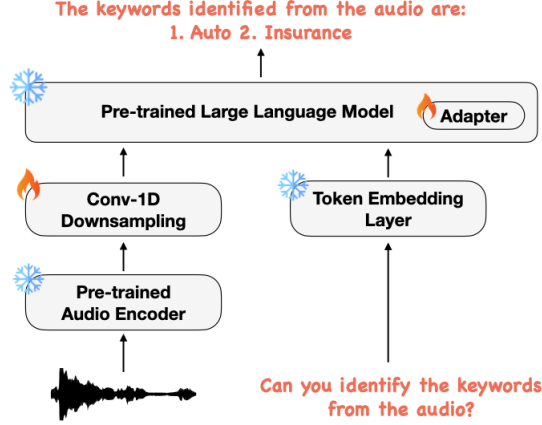 The keywords identified from the audio are:
1. Auto 2. Insurance
Pre-trained Large Language Model
Adapter
Conv-1D
Downsampling
Token Embedding
Layer
Pre-trained
Audio Encoder
Can you identify the keywords
from the audio?